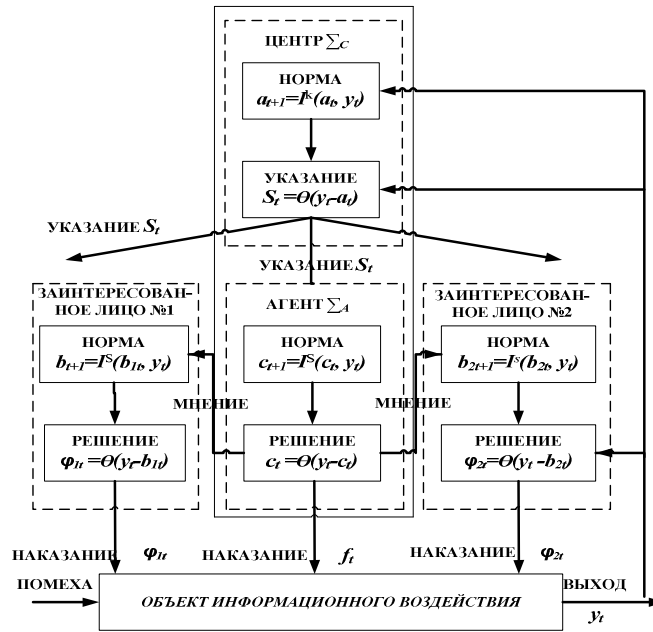 ЦЕНТР ∑C
НОРМА
at+1=Ik(at, yt)
УКАЗАНИЕ
St =Θ(yt-at)
УКАЗАНИЕ St
УКАЗАНИЕ St
ЗАИНТЕРЕСОВАН-
НОЕ ЛИЦО №1
НОРМА
bt+1=IS(b1t, yt)
РЕШЕНИЕ
φ1t =Θ(yt-b1t)
АГЕНТ ∑A
НОРМА
ct+1=IS(ct, yt)
РЕШЕНИЕ
ct =Θ(yt-ct)
ЗАИНТЕРЕСОВАН-
НОЕ ЛИЦО №2
НОРМА
b2t+1=Is(b2t, yt)
РЕШЕНИЕ
φ2t=Θ(yt -b2t)
МНЕНИЕ
МНЕНИЕ
НАКАЗАНИЕ φ1t
НАКАЗАНИЕ ft
НАКАЗАНИЕ φ2t
ПОМЕХА
ОБЪЕКТ ИНФОРМАЦИОННОГО ВОЗДЕЙСТВИЯ
ВЫХОД
yt